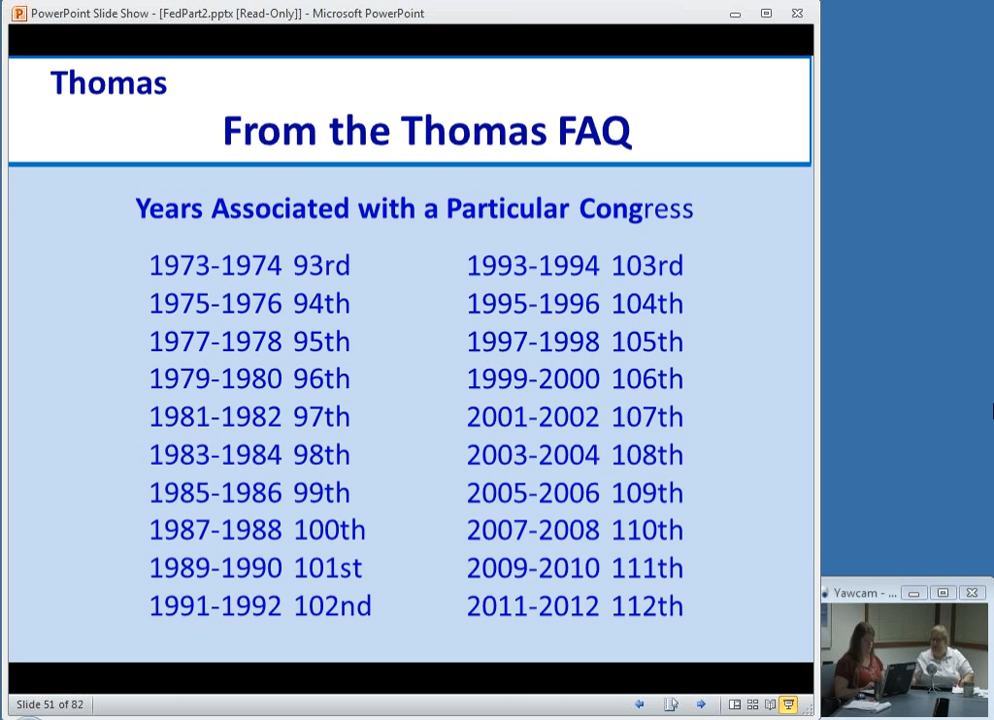 PowerPoint Slide Show - [FedPart2.pptx [Read-Only]] - Microsoft PowerPoint
Thomas
From the Thomas FAQ
Years Associated with a Particular Congress
1973-1974 93rd
1975-1976 94th
1977-1978 95th
1979-1980 96th
1981-1982 97th
1983-1984 98th
1985-1986 99th
1987-1988 100th
1989-1990 101st
1991-1992 102nd
1993-1994 103rd
1995-1996 104th
1997-1998 105th
1999-2000 106th
2001-2002 107th
2003-2004 108th
2005-2006 109th
2007-2008 110th
2009-2010 111th
2011-2012 112th
Yawcam - ...
Slide 51 of 82